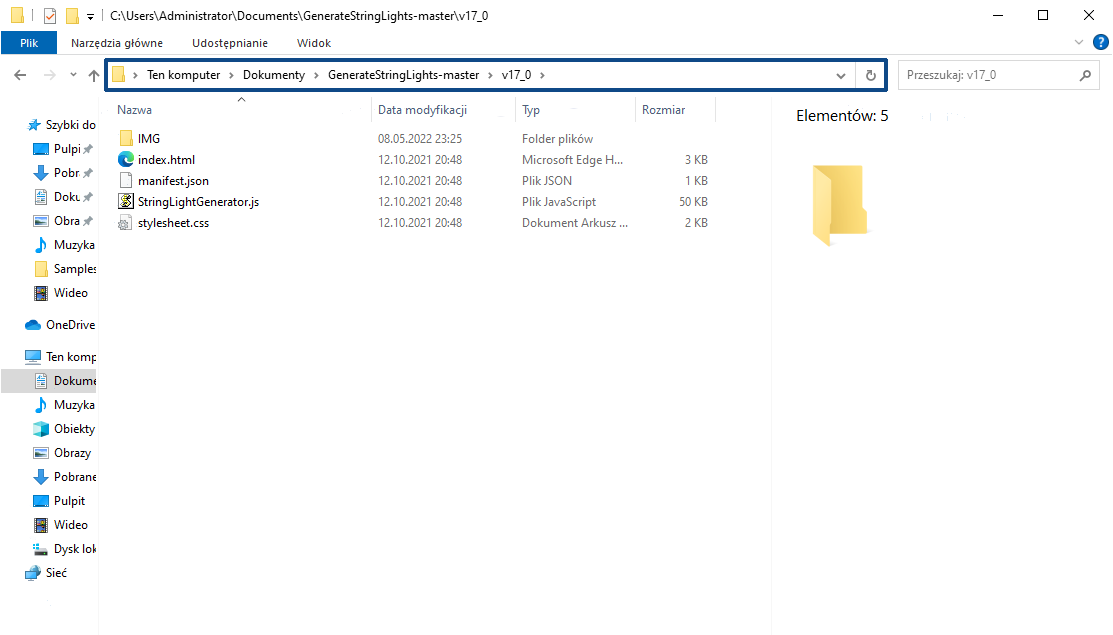 C:\Users\Administrator\Documents\GenerateStringLights-master\v17_0
Plik Narzędzia główne Udostępnianie Widok
Ten komputer Dokumenty GenerateStringLights-master v17_0 Przeszukaj: v17_0
Nazwa Data modyfikacji Typ Rozmiar
IMG 08.05.2022 23:25 Folder plików
index.html 12.10.2021 20:48 Microsoft Edge H... 3 KB
manifest.json 12.10.2021 20:48 Plik JSON 1 KB
StringLightGenerator.js 12.10.2021 20:48 Plik JavaScript 50 KB
stylesheet.css 12.10.2021 20:48 Dokument Arkusz ... 2 KB
Elementów: 5
Szybki do
Pulpi
Pobr
Doku
Obra
Muzyka
Samples
Wideo
OneDrive
Ten komp
Dokume
Muzyka
Obiekty
Obrazy
Pobrane
Pulpit
Wideo
Dysk lok
Sieć